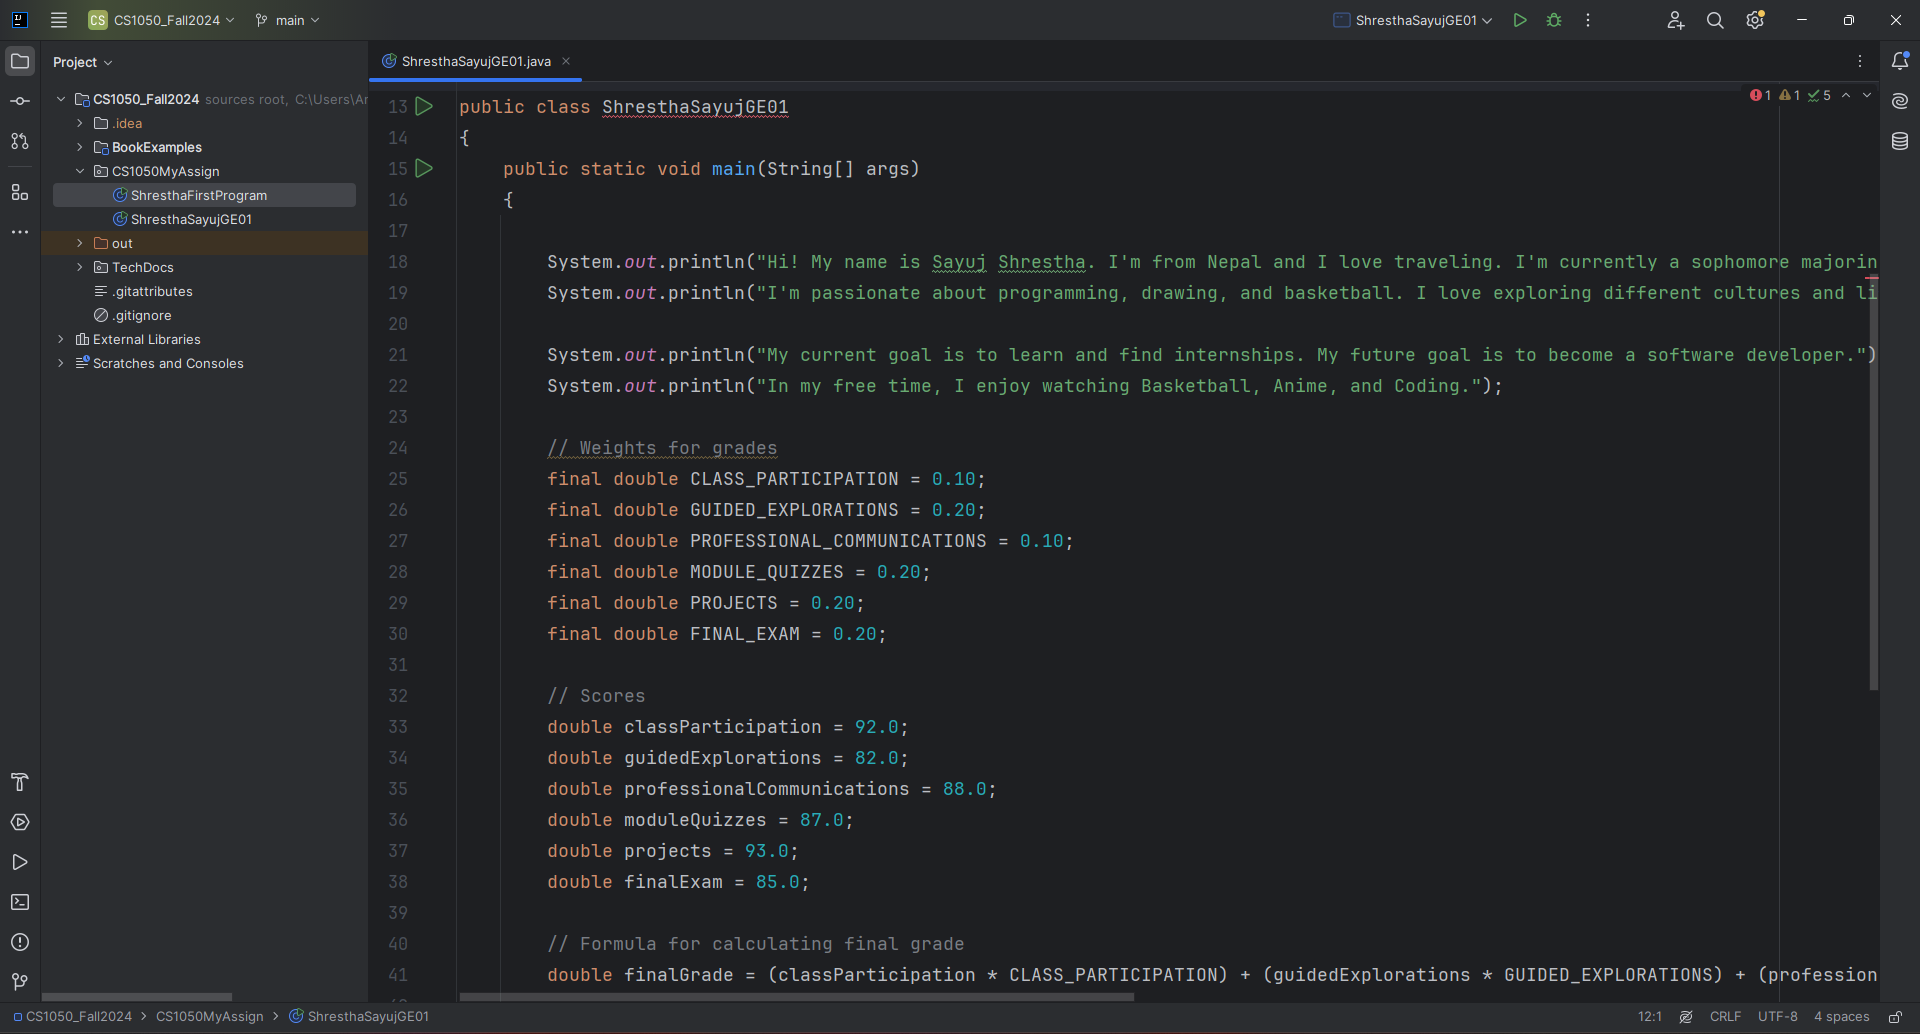 CS CS1050_Fall2024 main ShresthaSayujGE01
Project
CS1050_Fall2024 sources root, C:\Users\Ar
.idea
BookExamples
CS1050MyAssign
ShresthaFirstProgram
ShresthaSayujGE01
out
TechDocs
.gitattributes
.gitignore
External Libraries
Scratches and Consoles
ShresthaSayujGE01.java
1 1 5
13 public class ShresthaSayujGE01
14 {
15 public static void main(String[] args)
16 {
17
18 System.out.println("Hi! My name is Sayuj Shrestha. I'm from Nepal and I love traveling. I'm currently a sophomore majorin
19 System.out.println("I'm passionate about programming, drawing, and basketball. I love exploring different cultures and li
20
21 System.out.println("My current goal is to learn and find internships. My future goal is to become a software developer.")
22 System.out.println("In my free time, I enjoy watching Basketball, Anime, and Coding.");
23
24 // Weights for grades
25 final double CLASS_PARTICIPATION = 0.10;
26 final double GUIDED_EXPLORATIONS = 0.20;
27 final double PROFESSIONAL_COMMUNICATIONS = 0.10;
28 final double MODULE_QUIZZES = 0.20;
29 final double PROJECTS = 0.20;
30 final double FINAL_EXAM = 0.20;
31
32 // Scores
33 double classParticipation = 92.0;
34 double guidedExplorations = 82.0;
35 double professionalCommunications = 88.0;
36 double moduleQuizzes = 87.0;
37 double projects = 93.0;
38 double finalExam = 85.0;
39
40 // Formula for calculating final grade
41 double finalGrade = (classParticipation * CLASS_PARTICIPATION) + (guidedExplorations * GUIDED_EXPLORATIONS) + (profession
CS1050_Fall2024 > CS1050MyAssign > ShresthaSayujGE01 12:1 CRLF UTF-8 4 spaces